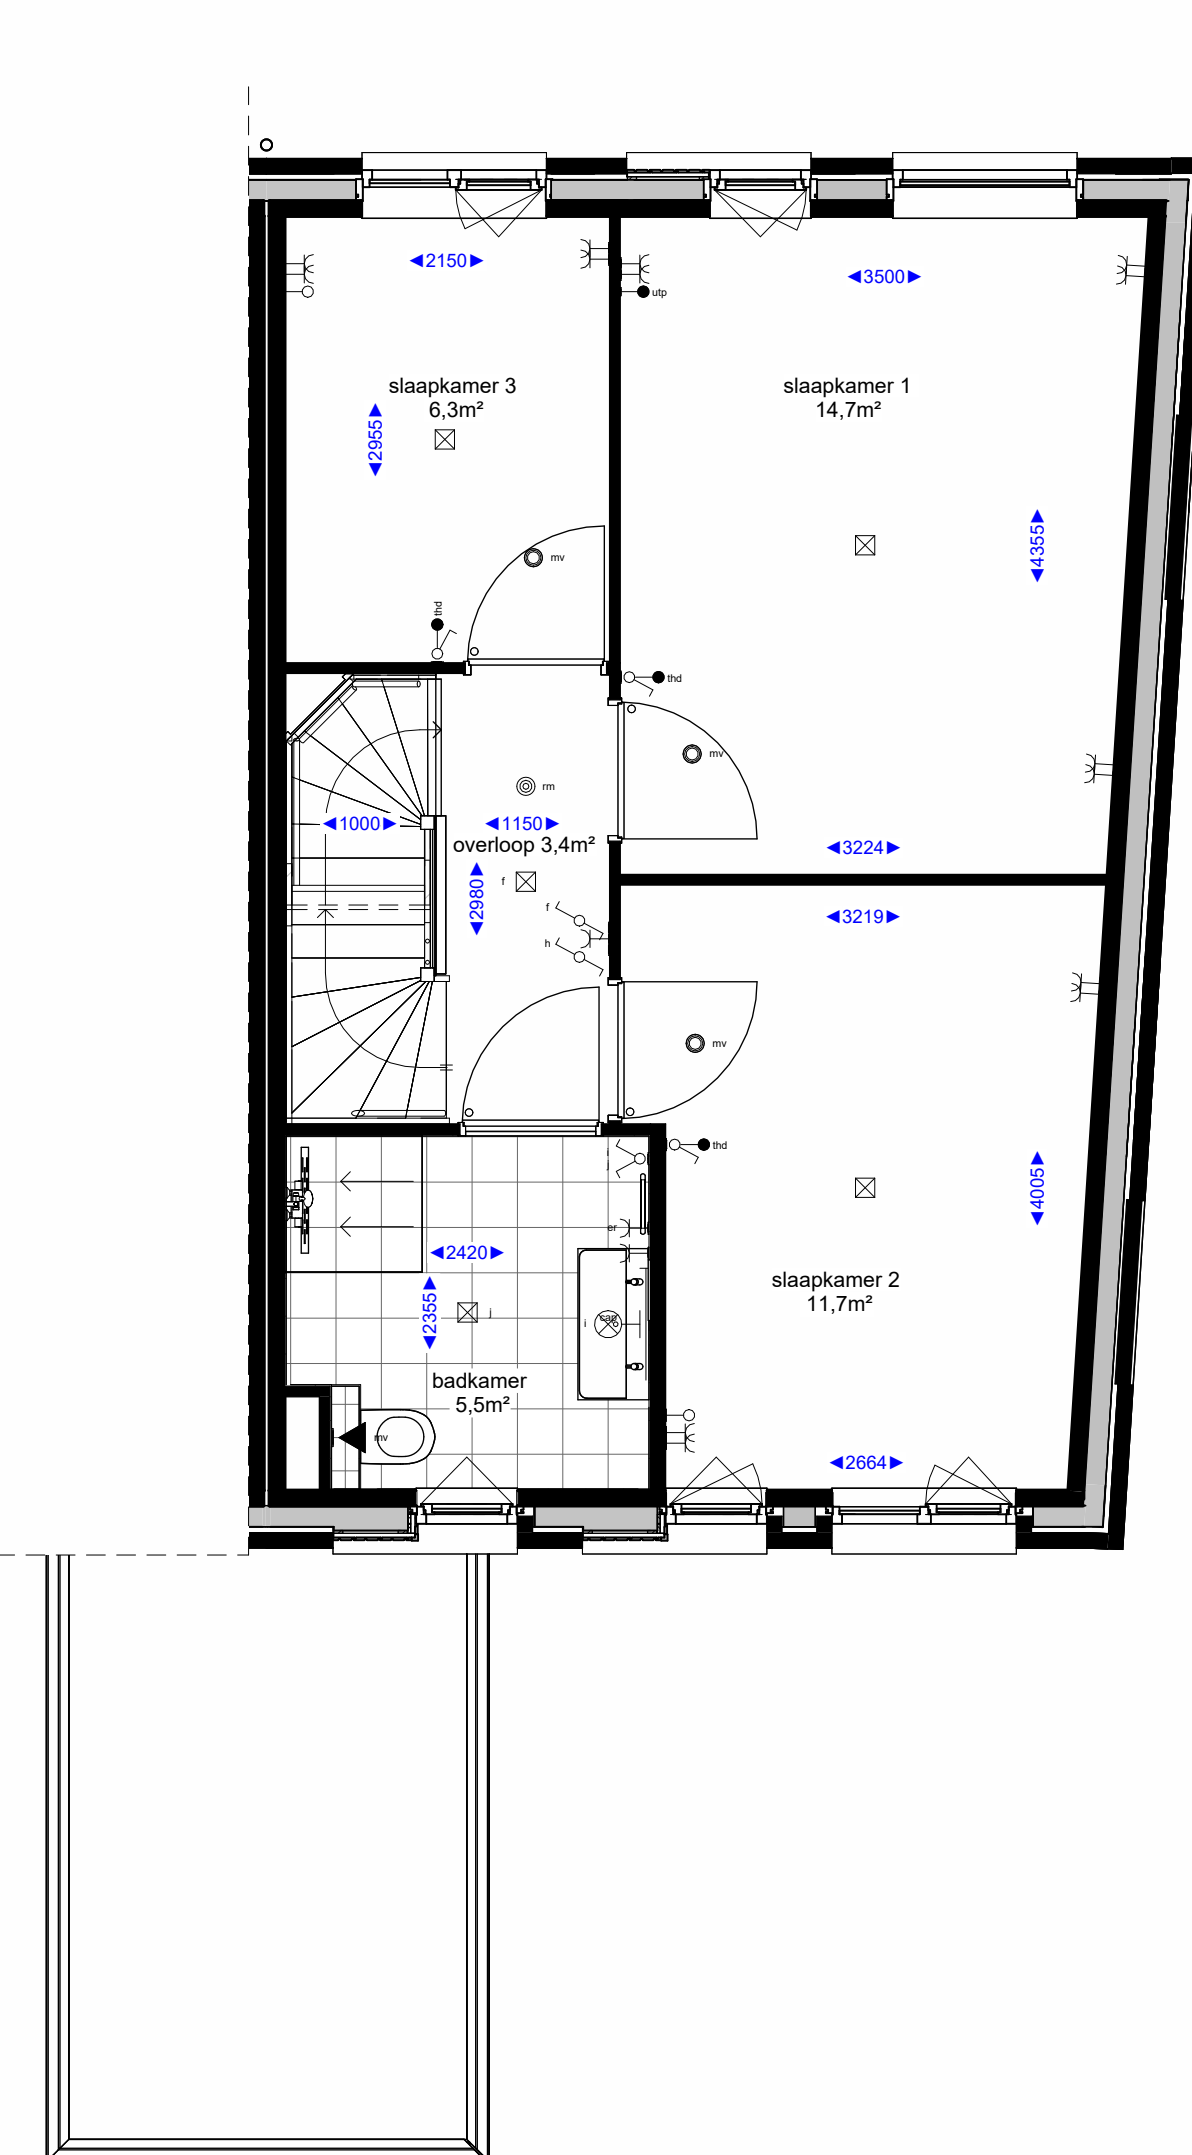 2150
3500
utp
slaapkamer 3
6,3m²
slaapkamer 1
14,7m²
2955
4355
mv
thd
thd
mv
rm
1000
1150
overloop 3,4m²
3224
f
2980
f
3219
h
mv
thd
4005
er
2420
2355
j
slaapkamer 2
11,7m²
i
cap
badkamer
5,5m²
mv
2664